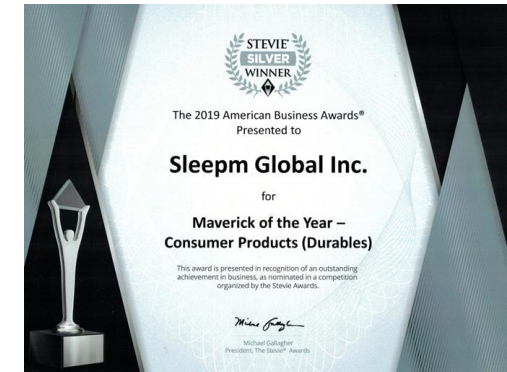 STEVIE®
SILVER
WINNER
The 2019 American Business Awards®
Presented to
Sleepm Global Inc.
for
Maverick of the Year –
Consumer Products (Durables)
This award is presented in recognition of an outstanding
achievement in business, as nominated in a competition
organized by the Stevie Awards.
Michael Gallagher
President, The Stevie® Awards